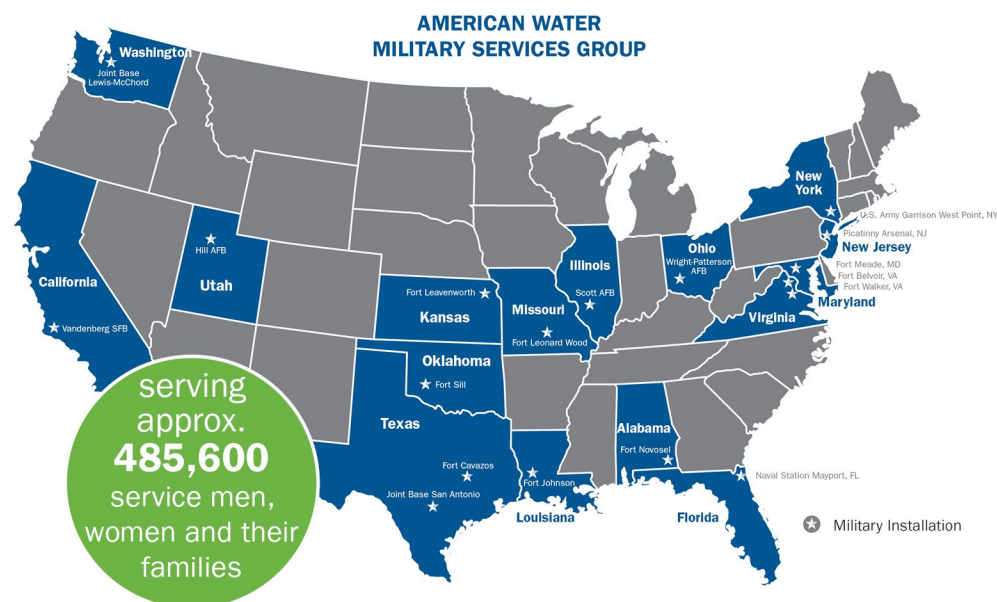 AMERICAN WATER
MILITARY SERVICES GROUP
Washington
Joint Base
Lewis-McChord
New
York
U.S. Army Garrison West Point, NY
Picatinny Arsenal, NJ
New Jersey
Ohio
Wright-Patterson
AFB
Fort Meade, MD
Fort Belvoir, VA
Fort Walker, VA
Maryland
Virginia
Hill AFB
Utah
California
Vandenberg SFB
Fort Leavenworth
Kansas
Illinois
Scott AFB
Missouri
Fort Leonard Wood
Oklahoma
Fort Sill
Texas
Fort Cavazos
Joint Base San Antonio
Alabama
Fort Novosel
Fort Johnson
Louisiana
Florida
Naval Station Mayport, FL
serving
approx.
485,600
service men,
women and their
families
Military Installation